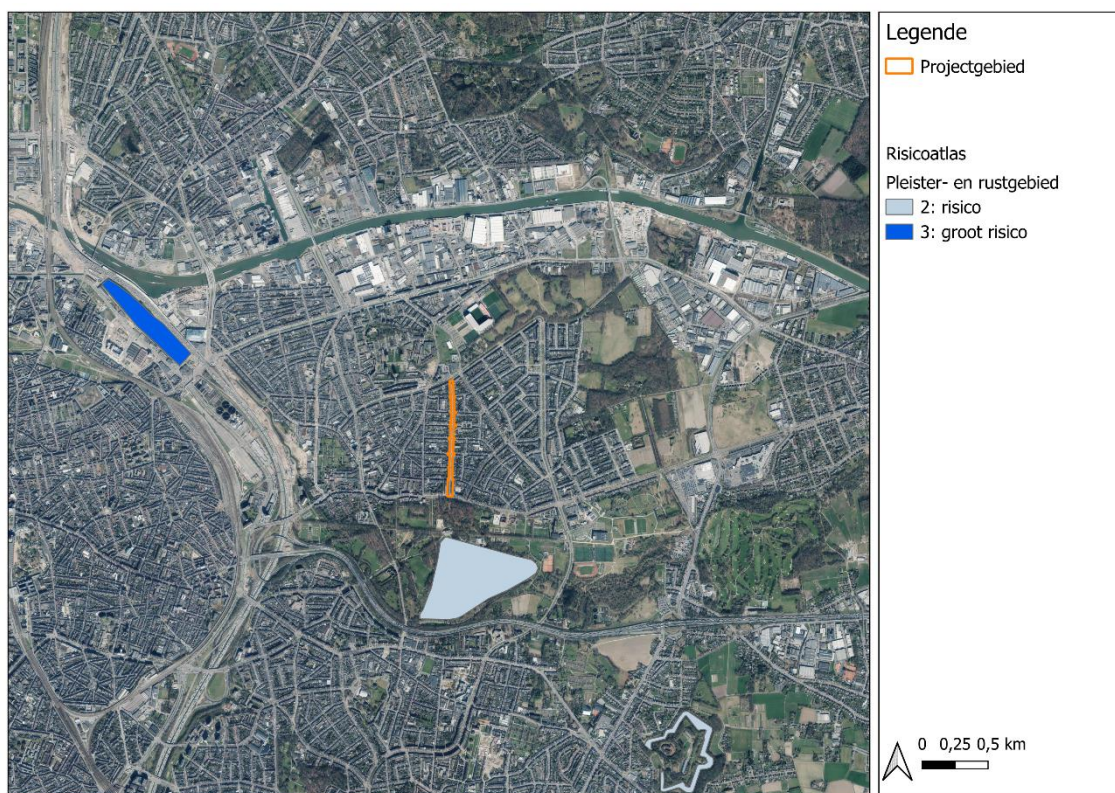 Legende
Projectgebied
Risicoatlas
Pleister- en rustgebied
2: risico
3: groot risico
0 0,25 0,5 km